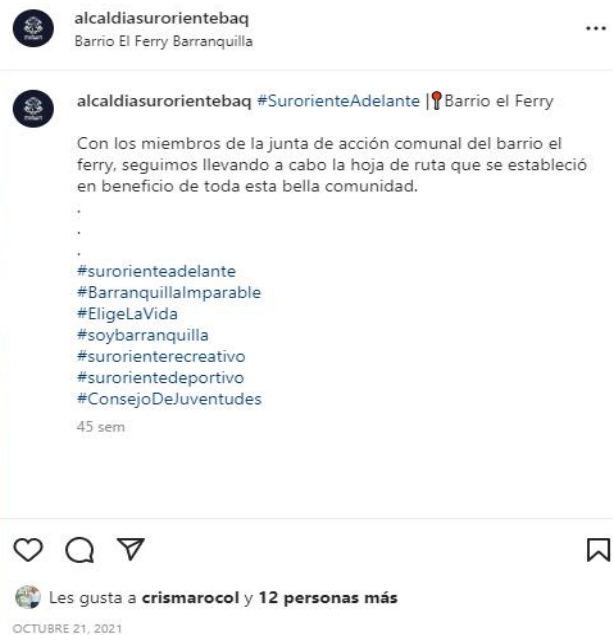 alcaldiasurorientebaq
Barrio El Ferry Barranquilla
alcaldiasurorientebaq #SurorienteAdelante |📍Barrio el Ferry
Con los miembros de la junta de acción comunal del barrio el
ferry, seguimos llevando a cabo la hoja de ruta que se estableció
en beneficio de toda esta bella comunidad.
.
.
.
#surorienteadelante
#BarranquillaImparable
#EligeLaVida
#soybarranquilla
#surorienterecreativo
#surorientedeportivo
#ConsejoDeJuventudes
45 sem
Les gusta a crismarocol y 12 personas más
OCTUBRE 21, 2021